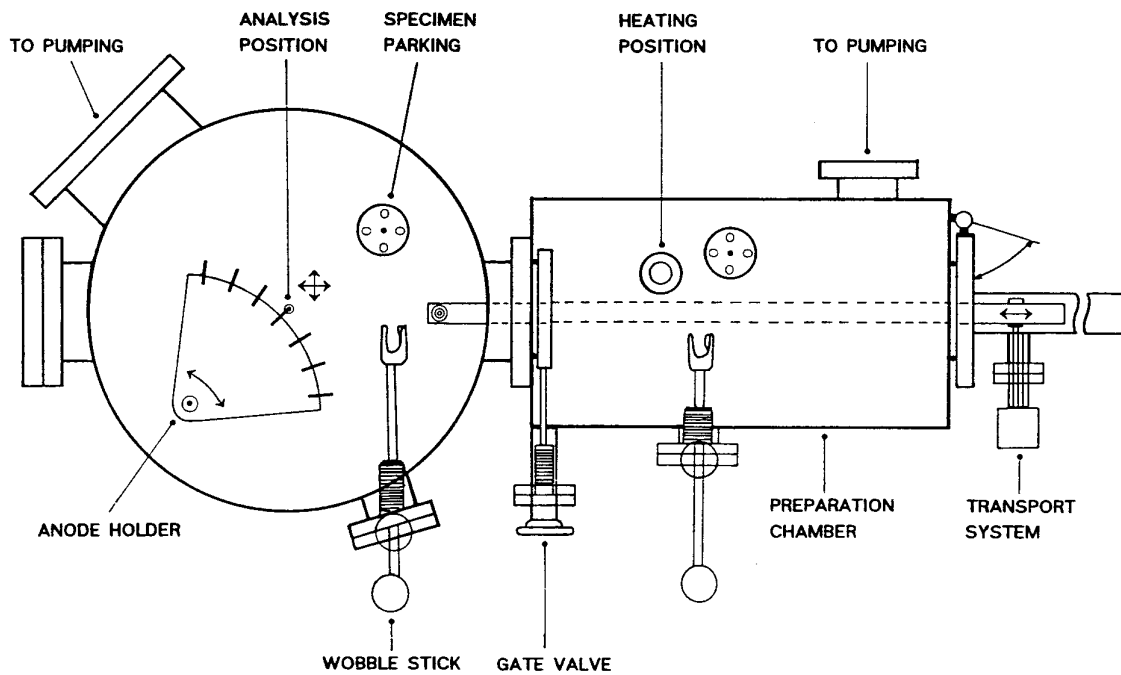 TO PUMPING
ANALYSIS
POSITION
SPECIMEN
PARKING
HEATING
POSITION
TO PUMPING
ANODE HOLDER
WOBBLE STICK
GATE VALVE
PREPARATION
CHAMBER
TRANSPORT
SYSTEM